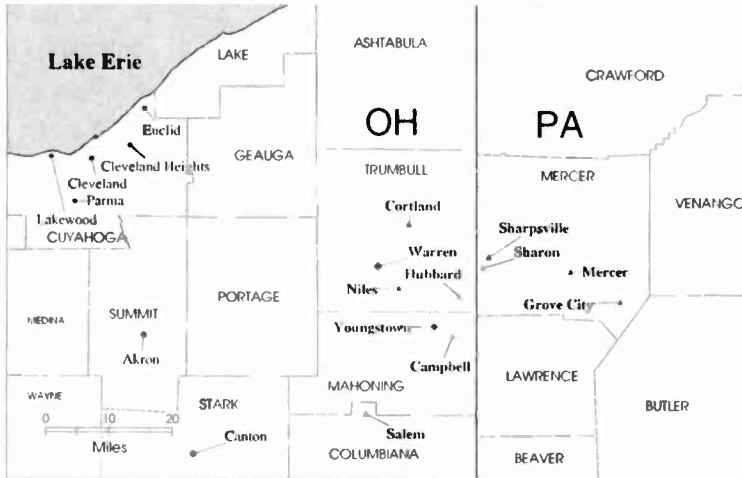 LAKE
ASHTABULA
Lake Erie
CRAWFORD
OH
PA
Euclid
GEAUGA
Cleveland Heights
TRUMBULL
MERCER
Cleveland
Parma
Cortland
VENANGO
Lakewood
CUYAHOGA
Sharpsville
Warren
Sharon
Hubbard
Mercer
Niles
PORTAGE
Grove City
MEDINA
SUMMIT
Youngstown
Akron
Campbell
LAWRENCE
MAHONING
WAYNE
STARK
BUTLER
0 10 20
Miles
Canton
Salem
COLUMBIANA
BEAVER